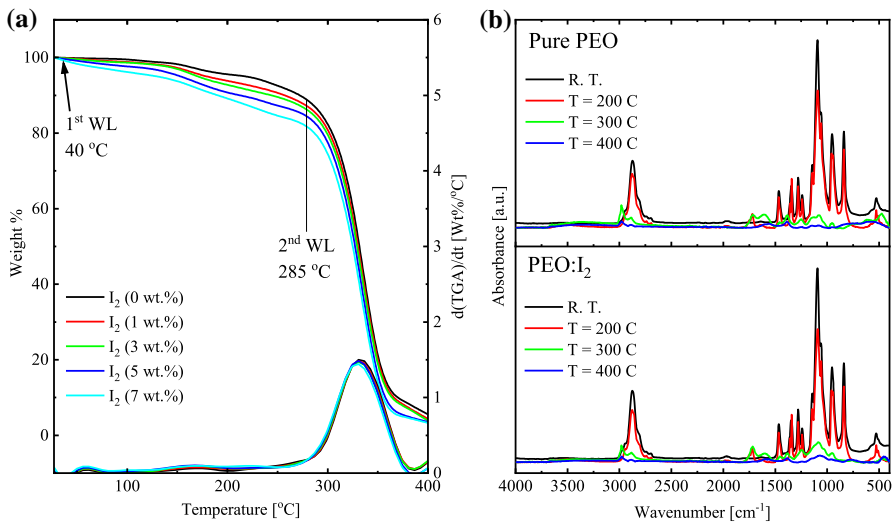 (a)
6
100
5
1st WL
40 °C
80
4
60
3
2nd WL
285 °C
40
2
I2 (0 wt.%)
I2 (1 wt.%)
I2 (3 wt.%)
20
I2 (5 wt.%)
1
I2 (7 wt.%)
0
0
100
200
300
400
Weight %
d(TGA)/dt [Wt%/°C]
Temperature [°C]
(b)
Pure PEO
R. T.
T = 200 C
T = 300 C
T = 400 C
PEO:I2
R. T.
T = 200 C
T = 300 C
T = 400 C
Absorbance [a.u.]
4000
3500
3000
2500
2000
1500
1000
500
Wavenumber [cm-1]